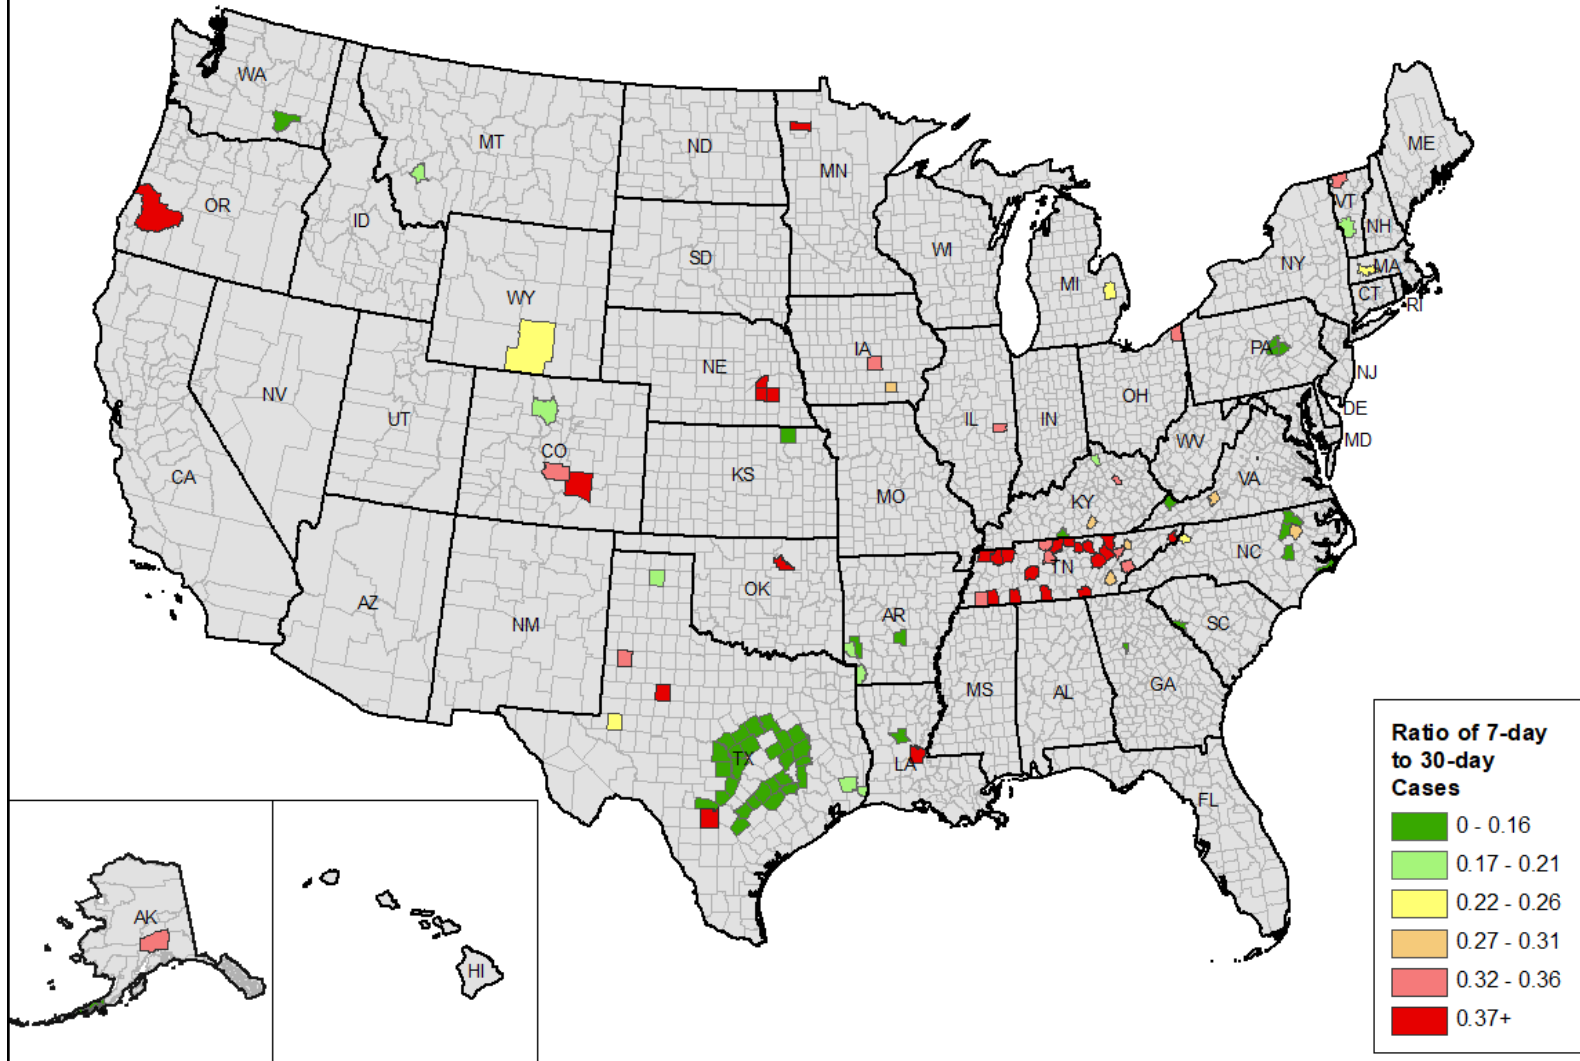 WA
MT
ND
MN
ME
OR
ID
SD
WI
MI
VT
NH
NY
MA
CT
RI
WY
IA
NE
PA
NJ
NV
UT
CO
IL
IN
OH
DE
MD
WV
VA
CA
KS
MO
KY
NC
TN
AZ
NM
OK
AR
SC
MS
AL
GA
TX
LA
FL
AK
HI
Ratio of 7-day
to 30-day
Cases
0 - 0.16
0.17 - 0.21
0.22 - 0.26
0.27 - 0.31
0.32 - 0.36
0.37+